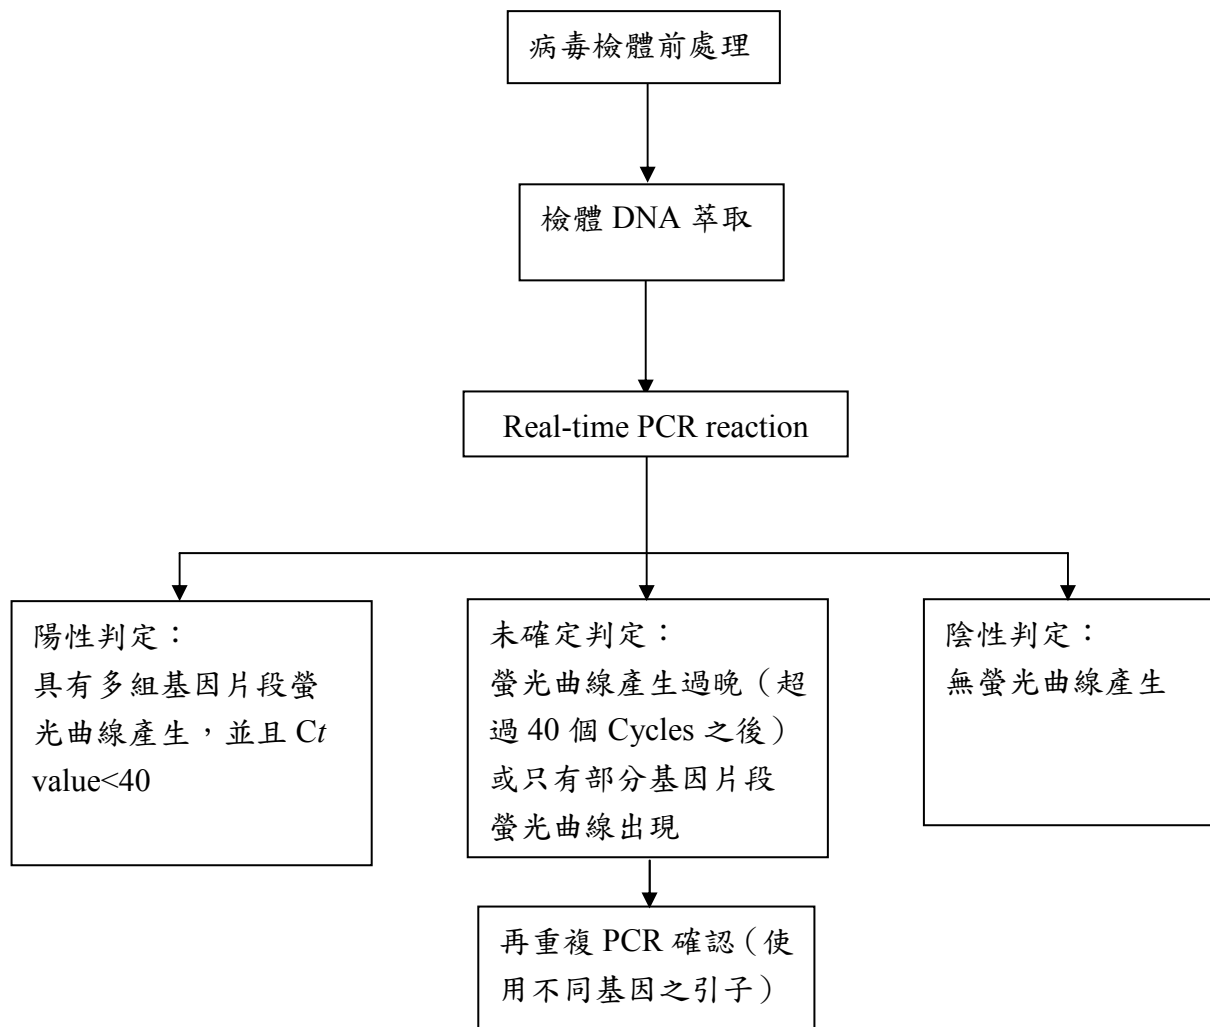 病毒檢體前處理
檢體 DNA 萃取
Real-time PCR reaction
陽性判定：
具有多組基因片段螢
光曲線產生，並且 Ct
value<40
未確定判定：
螢光曲線產生過晚（超
過 40 個 Cycles 之後）
或只有部分基因片段
螢光曲線出現
陰性判定：
無螢光曲線產生
再重複 PCR 確認（使
用不同基因之引子）